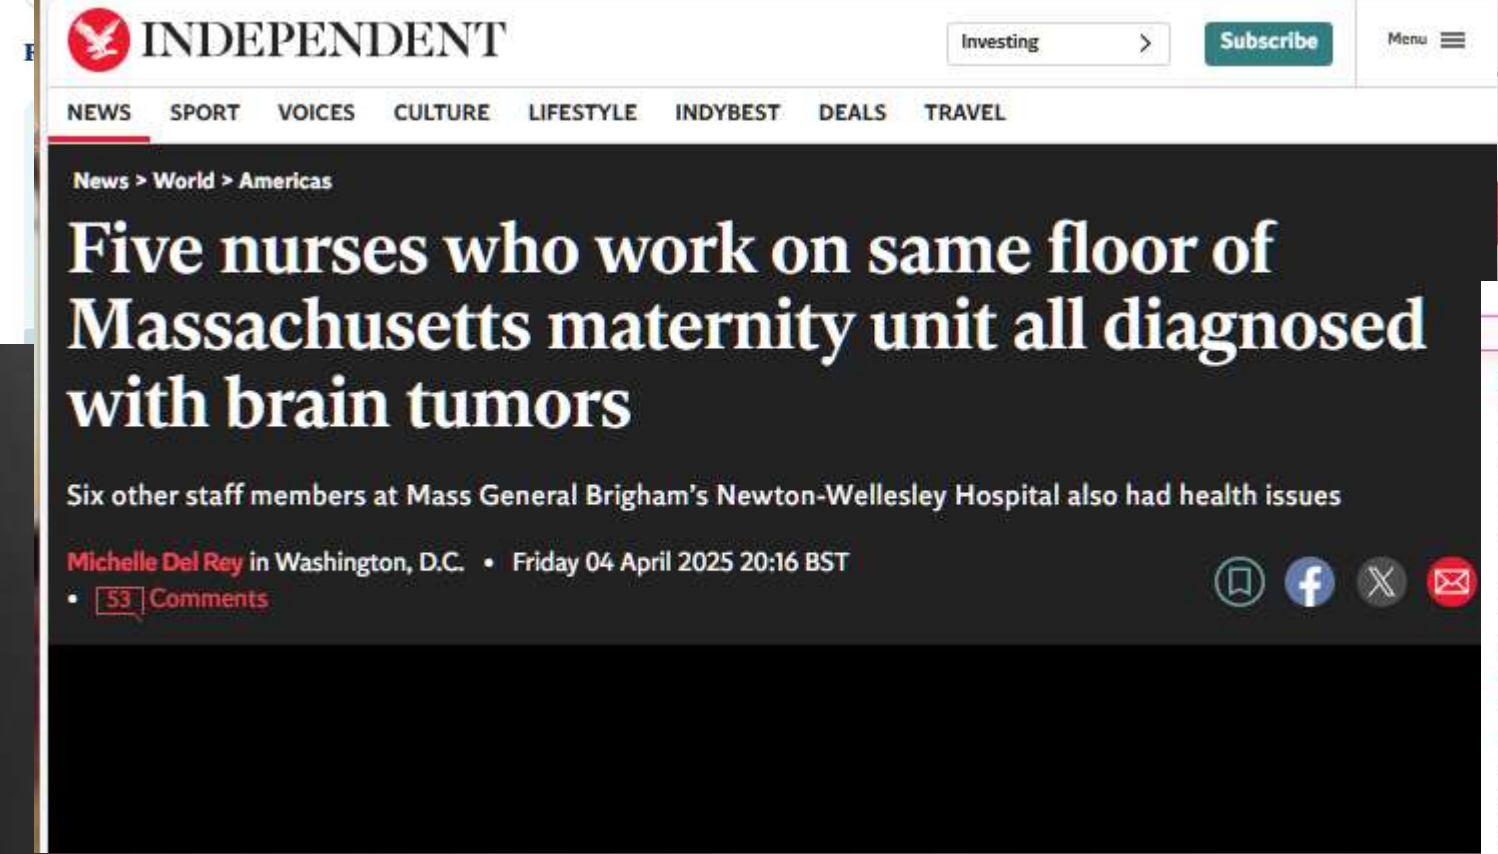 INDEPENDENT
Investing
Subscribe
Menu
NEWS SPORT VOICES CULTURE LIFESTYLE INDYBEST DEALS TRAVEL
News > World > Americas
Five nurses who work on same floor of
Massachusetts maternity unit all diagnosed
with brain tumors
Six other staff members at Mass General Brigham's Newton-Wellesley Hospital also had health issues
Michelle Del Rey in Washington, D.C. • Friday 04 April 2025 20:16 BST
• 53 Comments